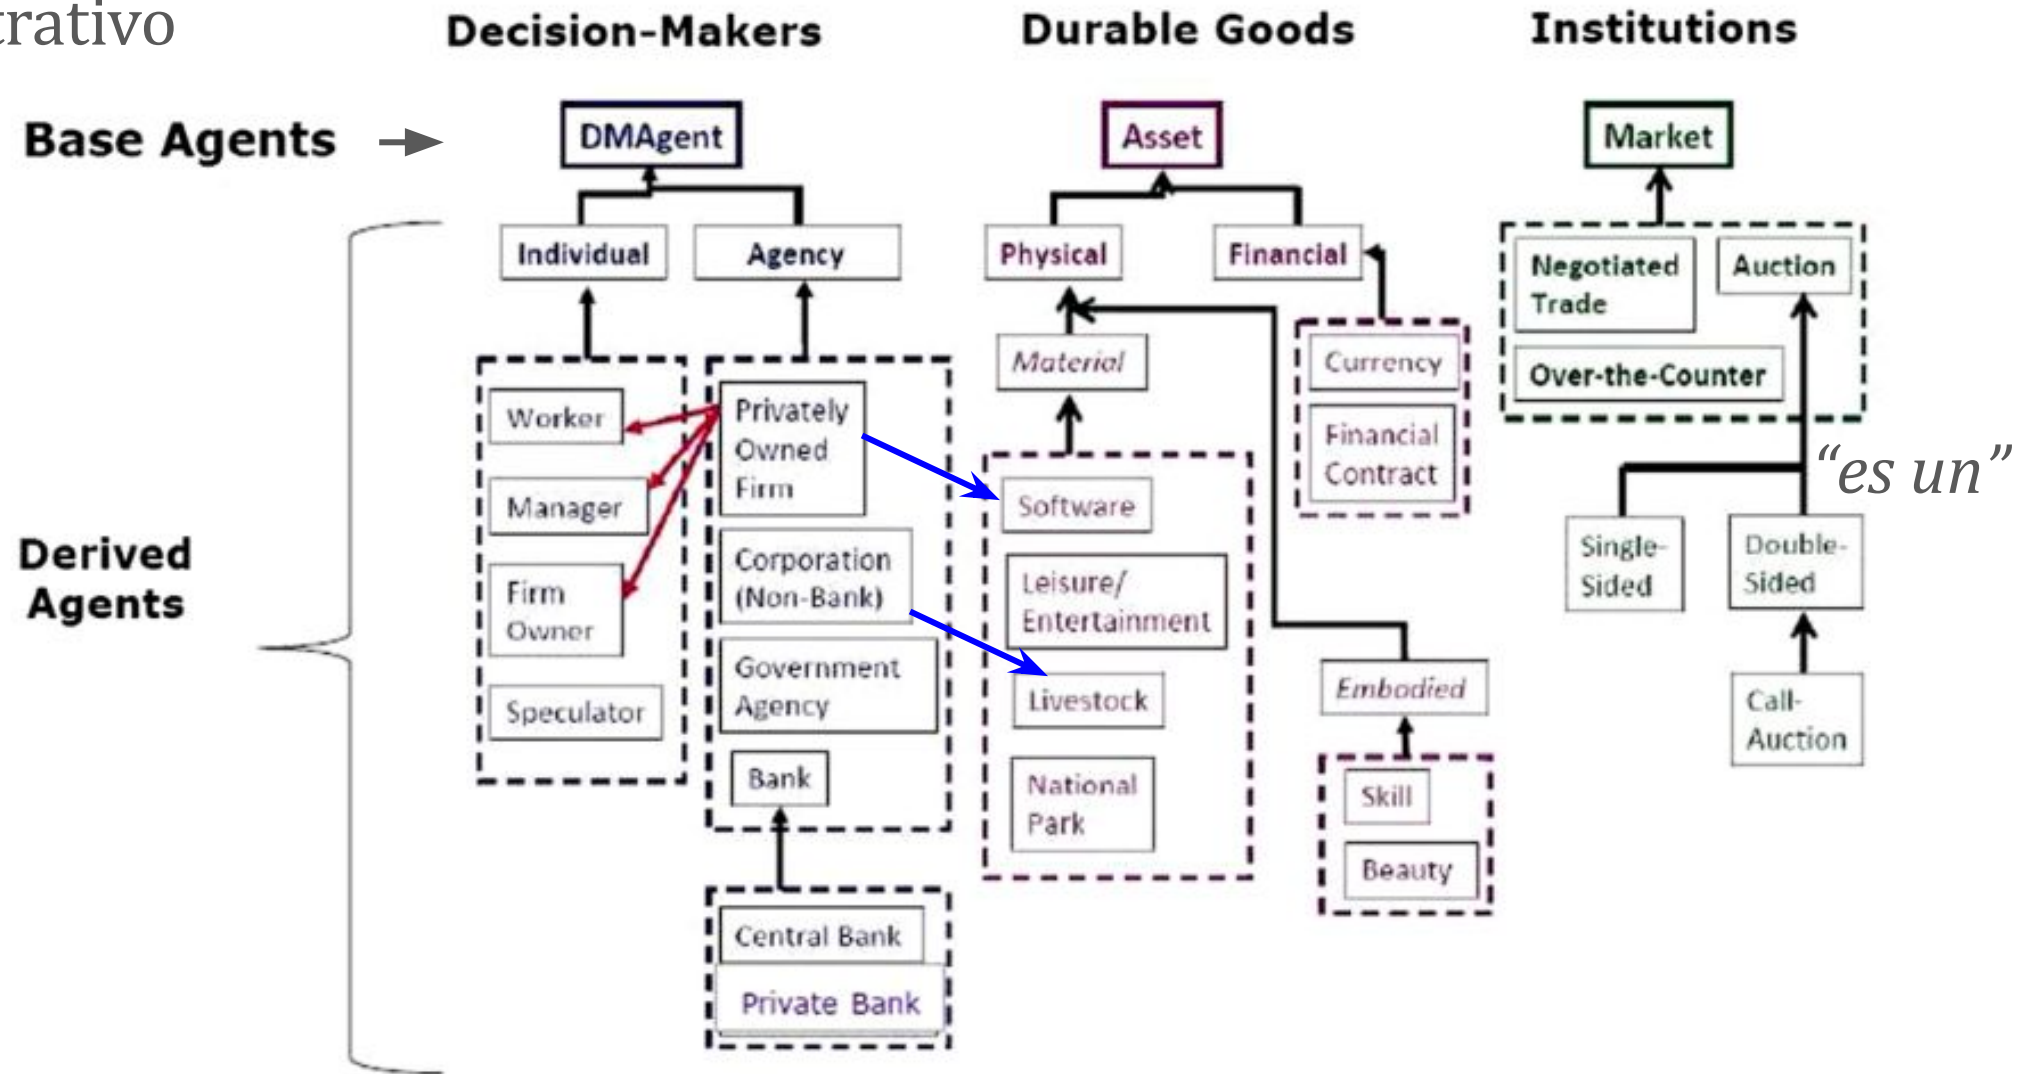 trativo
Decision-Makers
Durable Goods
Institutions
Base Agents
DMAgent
Asset
Market
Individual
Agency
Physical
Financial
Negotiated
Trade
Auction
Over-the-Counter
Material
Currency
Financial
Contract
Worker
Manager
Firm
Owner
Speculator
Privately
Owned
Firm
Corporation
(Non-Bank)
Government
Agency
Bank
Central Bank
Private Bank
Software
Leisure/
Entertainment
Livestock
National
Park
Embodied
Skill
Beauty
“es un”
Single-
Sided
Double-
Sided
Call-
Auction
Derived
Agents